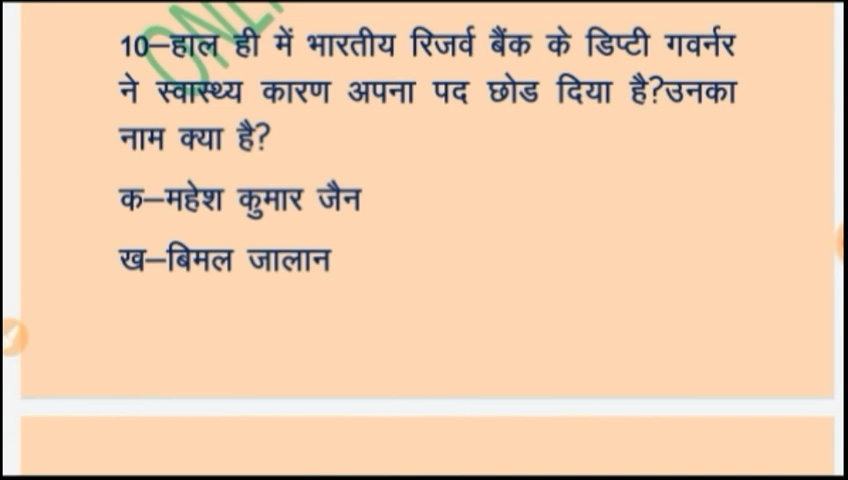 10–हाल ही में भारतीय रिजर्व बैंक के डिप्टी गवर्नर
ने स्वास्थ्य कारण अपना पद छोड दिया है?उनका
नाम क्या है?
क–महेश कुमार जैन
ख–बिमल जालान